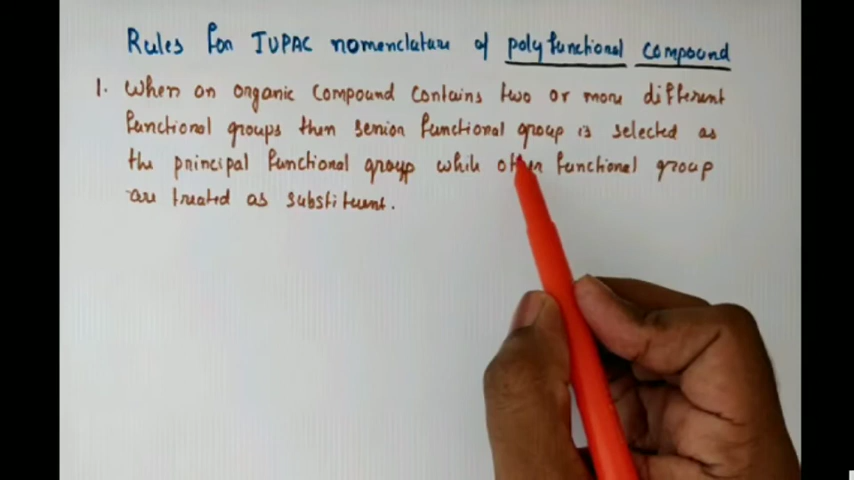 Rules for IUPAC nomenclature of polyfunctional compound
1. When an organic compound contains two or more different
functional groups then senior functional group is selected as
the principal functional group while other functional group
are treated as substituent.